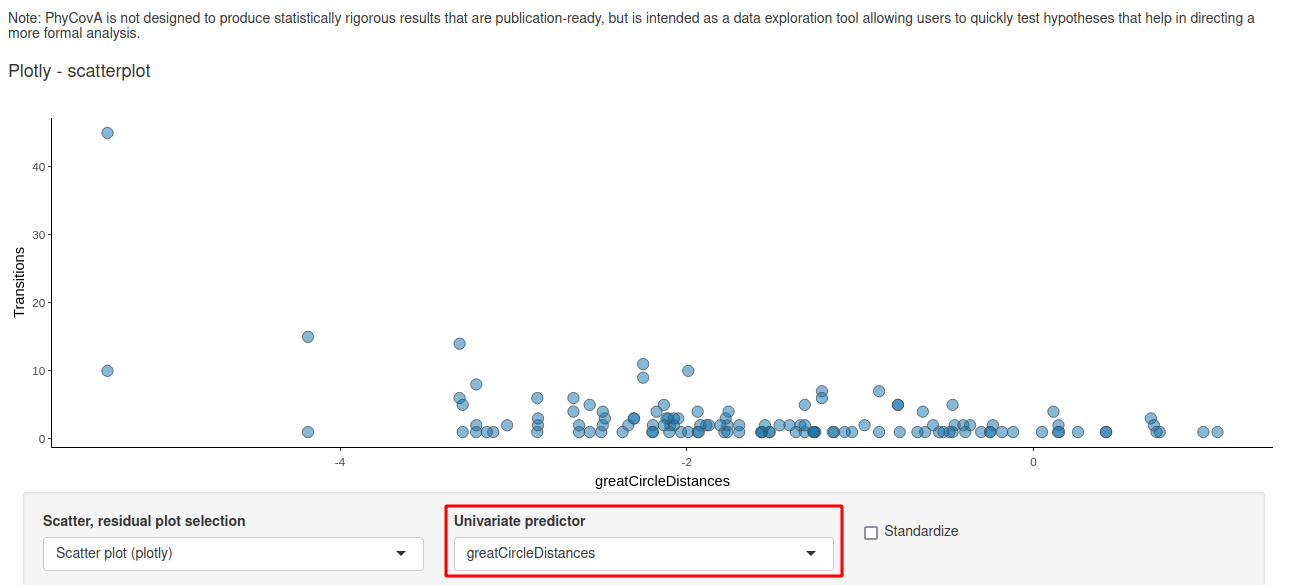 Note: PhyCovA is not designed to produce statistically rigorous results that are publication-ready, but is intended as a data exploration tool allowing users to quickly test hypotheses that help in directing a
more formal analysis.
Plotly - scatterplot
40
30
20
10
0
Transitions
-4
-2
0
greatCircleDistances
Scatter, residual plot selection
Univariate predictor
Standardize
Scatter plot (plotly)
greatCircleDistances